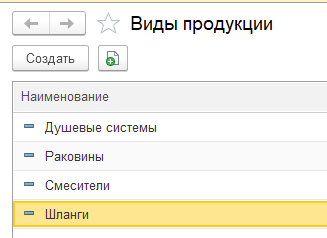 Виды продукции
Создать
Наименование
Душевые системы
Раковины
Смесители
Шланги